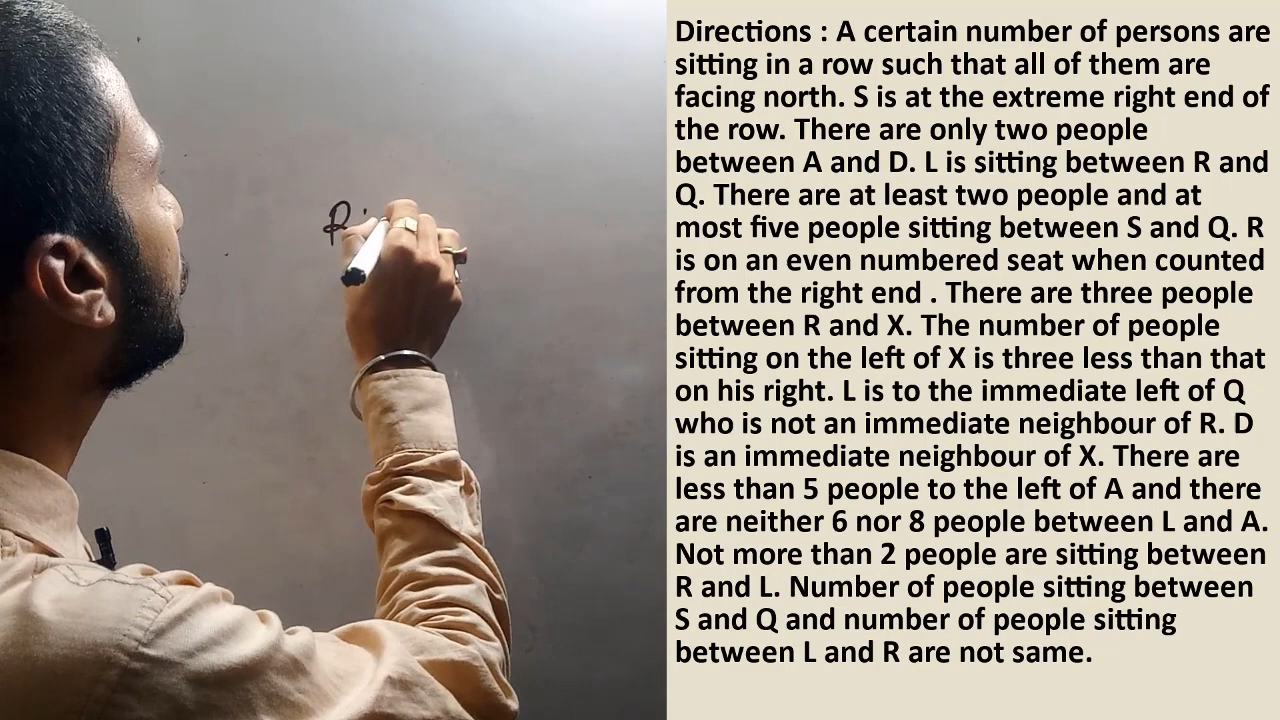 Directions : A certain number of persons are
sitting in a row such that all of them are
facing north. S is at the extreme right end of
the row. There are only two people
between A and D. L is sitting between R and
Q. There are at least two people and at
most five people sitting between S and Q. R
is on an even numbered seat when counted
from the right end . There are three people
between R and X. The number of people
sitting on the left of X is three less than that
on his right. L is to the immediate left of Q
who is not an immediate neighbour of R. D
is an immediate neighbour of X. There are
less than 5 people to the left of A and there
are neither 6 nor 8 people between L and A.
Not more than 2 people are sitting between
R and L. Number of people sitting between
S and Q and number of people sitting
between L and R are not same.